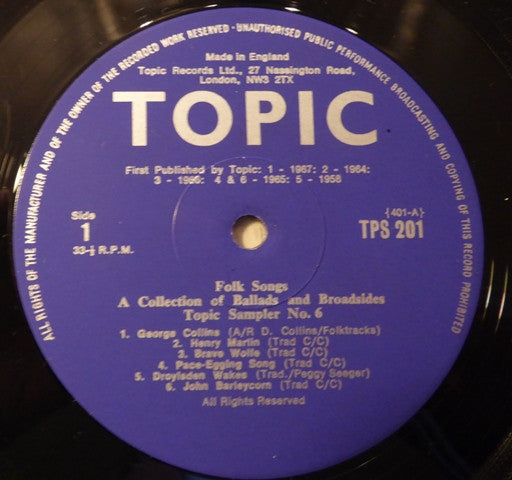 ALL RIGHTS OF THE MANUFACTURER AND OF THE OWNER OF THE RECORDED WORK RESERVED - UNAUTHORISED PUBLIC PERFORMANCE BROADCASTING AND COPYING OF THIS RECORD PROHIBITED
Made in England
Topic Records Ltd., 27 Nassington Road,
London, NW3 2TX
TOPIC
First Published by Topic: 1 - 1967: 2 - 1964:
3 - 1966: 4 & 6 - 1965: 5 - 1958
Side
1
33-⅓ R.P.M.
{401-A}
TPS 201
Folk Songs
A Collection of Ballads and Broadsides
Topic Sampler No. 6
1. George Collins (A/R D. Collins/Folktracks)
2. Henry Martin (Trad C/C)
3. Brave Wolfe (Trad C/C)
4. Pace-Egging Song (Trad C/C)
5. Droylsden Wakes (Trad./Peggy Seeger)
6. John Barleycorn (Trad C/C)
All Rights Reserved